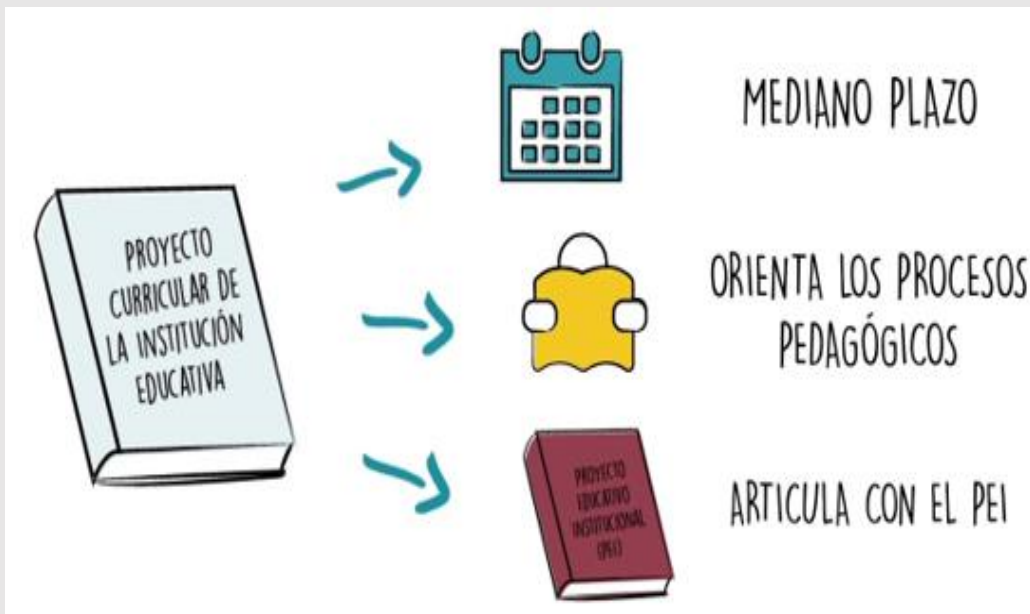 PROYECTO
CURRICULAR DE
LA INSTITUCIÓN
EDUCATIVA
MEDIANO PLAZO
ORIENTA LOS PROCESOS
PEDAGÓGICOS
PROYECTO
EDUCATIVO
INSTITUCIONAL
(PEI)
ARTICULA CON EL PEI